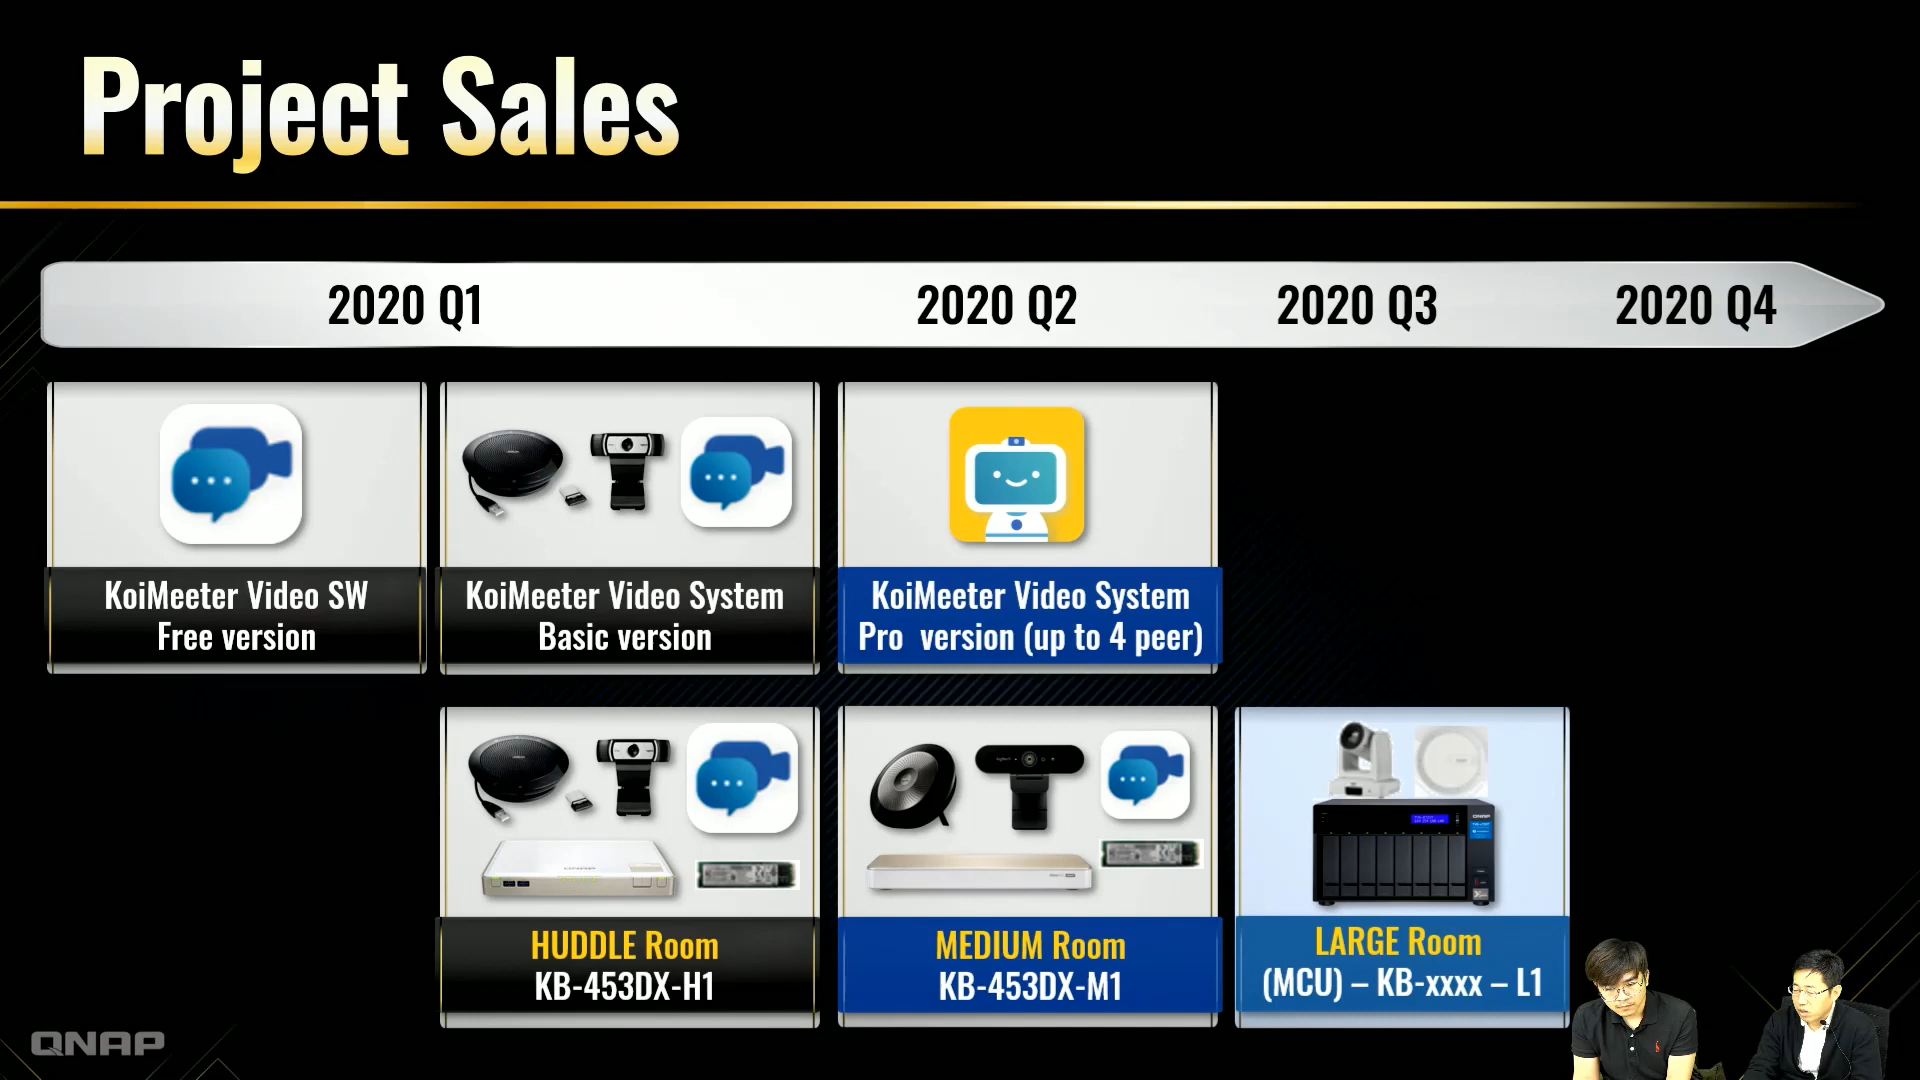 Project Sales
2020 Q1 2020 Q2 2020 Q3 2020 Q4
KoiMeeter Video SW
Free version
KoiMeeter Video System
Basic version
KoiMeeter Video System
Pro version (up to 4 peer)
HUDDLE Room
KB-453DX-H1
MEDIUM Room
KB-453DX-M1
QNAP
LARGE Room
(MCU) – KB-xxxx – L1
QNAP